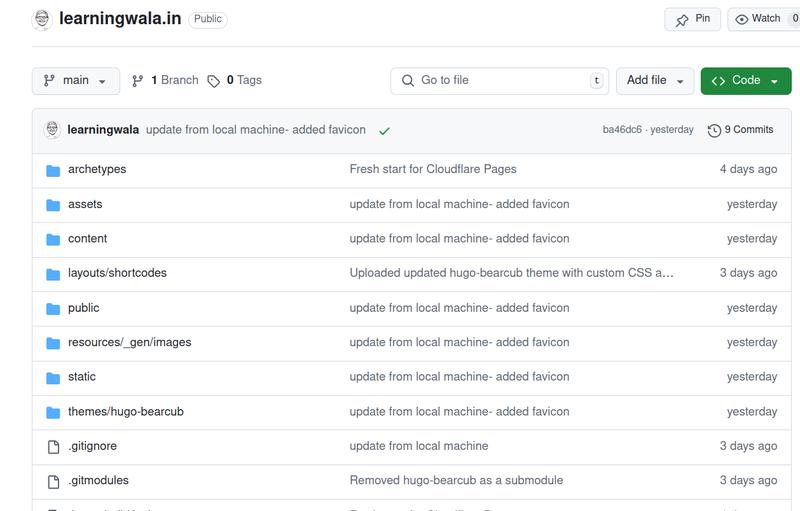 learningwala.in Public Pin Watch 0
main 1 Branch 0 Tags Go to file t Add file Code
learningwala update from local machine- added favicon ba46dc6 · yesterday 9 Commits
archetypes Fresh start for Cloudflare Pages 4 days ago
assets update from local machine- added favicon yesterday
content update from local machine- added favicon yesterday
layouts/shortcodes Uploaded updated hugo-bearcub theme with custom CSS a… 3 days ago
public update from local machine- added favicon yesterday
resources/_gen/images update from local machine- added favicon yesterday
static update from local machine- added favicon yesterday
themes/hugo-bearcub update from local machine- added favicon yesterday
.gitignore update from local machine 3 days ago
.gitmodules Removed hugo-bearcub as a submodule 3 days ago